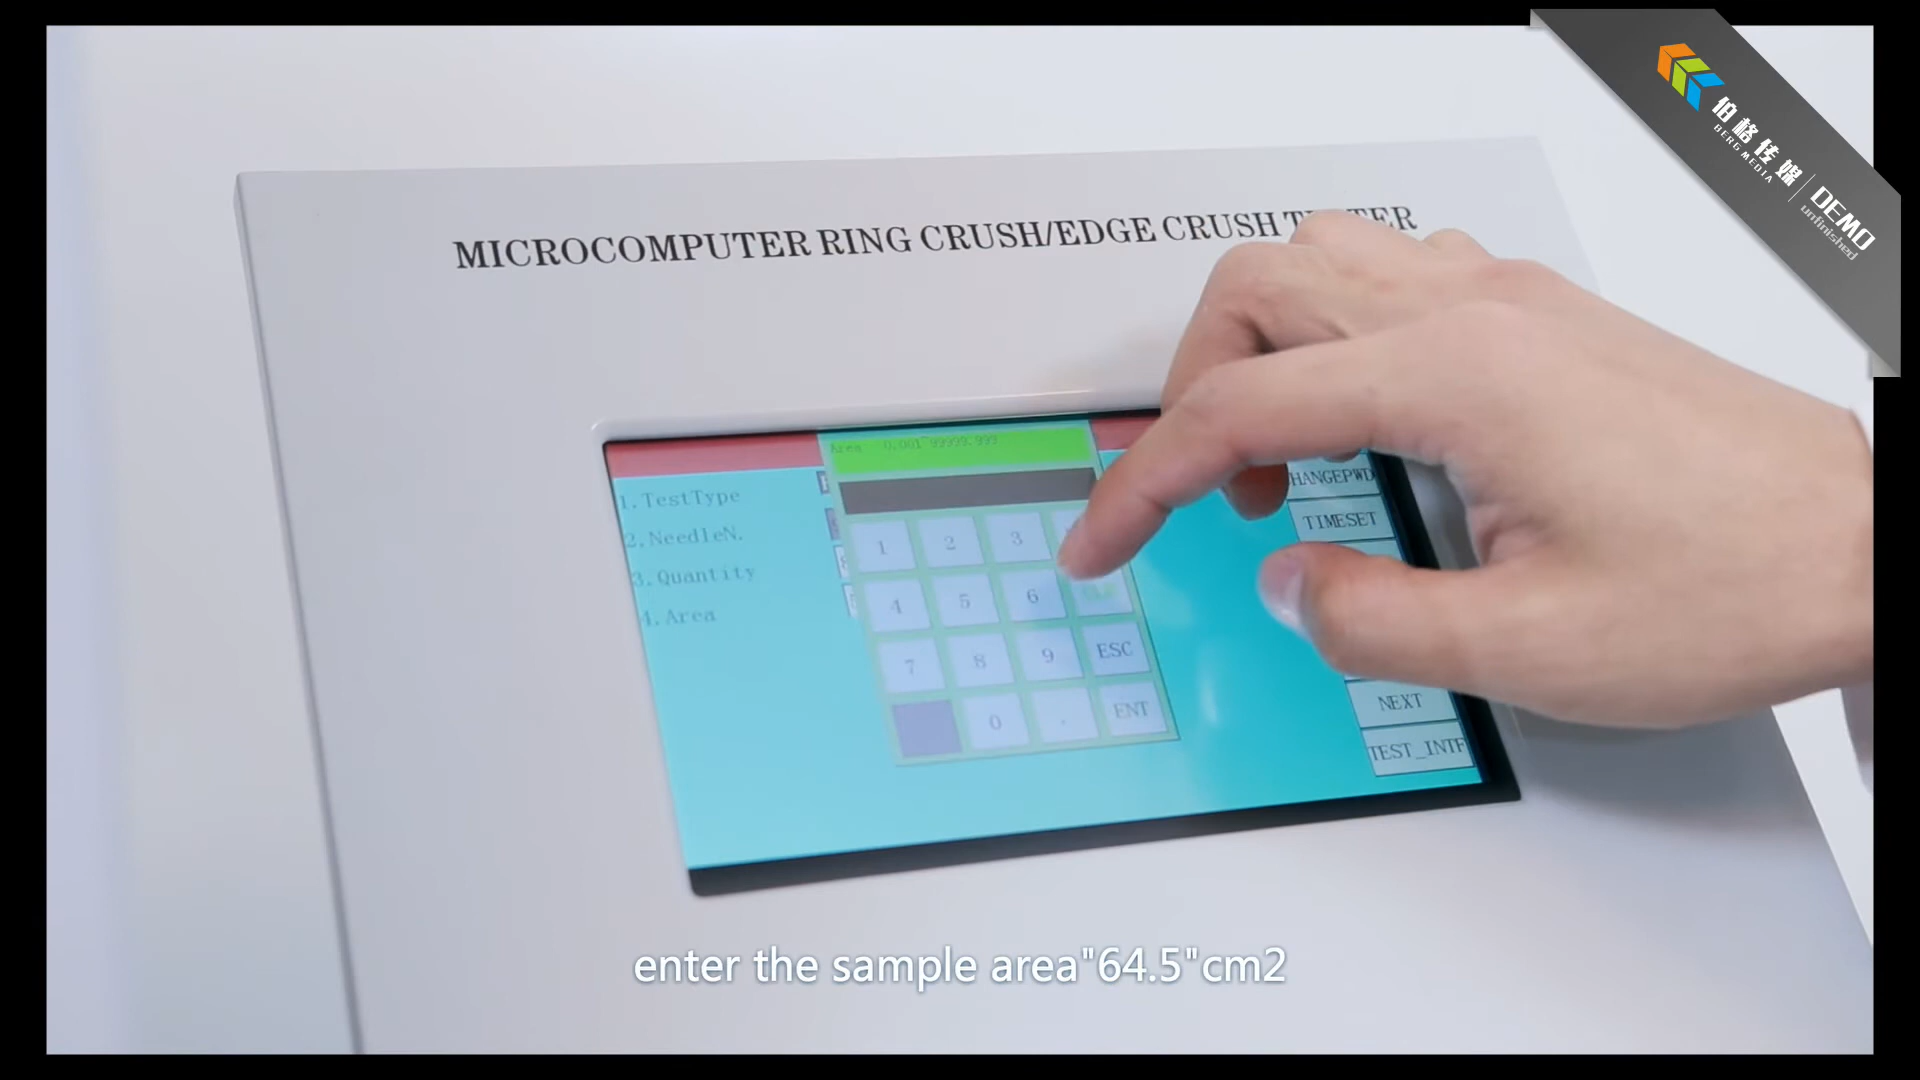 伯格传媒
BERG MEDIA
DEMO
unfinished
MICROCOMPUTER RING CRUSH/EDGE CRUSH
Area 0.001~99999.999
1.TestType
2.NeedleN.
3.Quantity
4.Area
1 2 3
4 5 6
7 8 9 ESC
0 . ENT
TIMESET
NEXT
TEST_INTF
enter the sample area"64.5"cm2